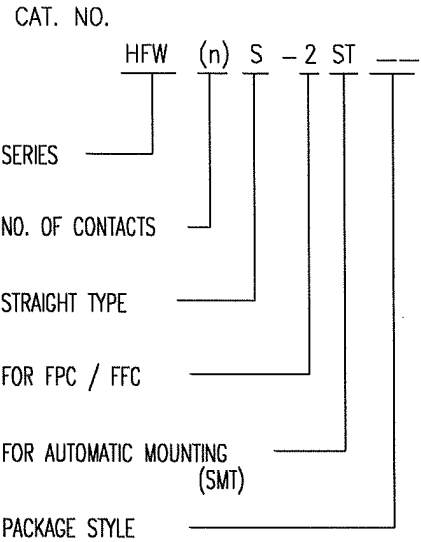 CAT. NO.
HFW (n) S - 2 ST __
SERIES
NO. OF CONTACTS
STRAIGHT TYPE
FOR FPC / FFC
FOR AUTOMATIC MOUNTING
(SMT)
PACKAGE STYLE